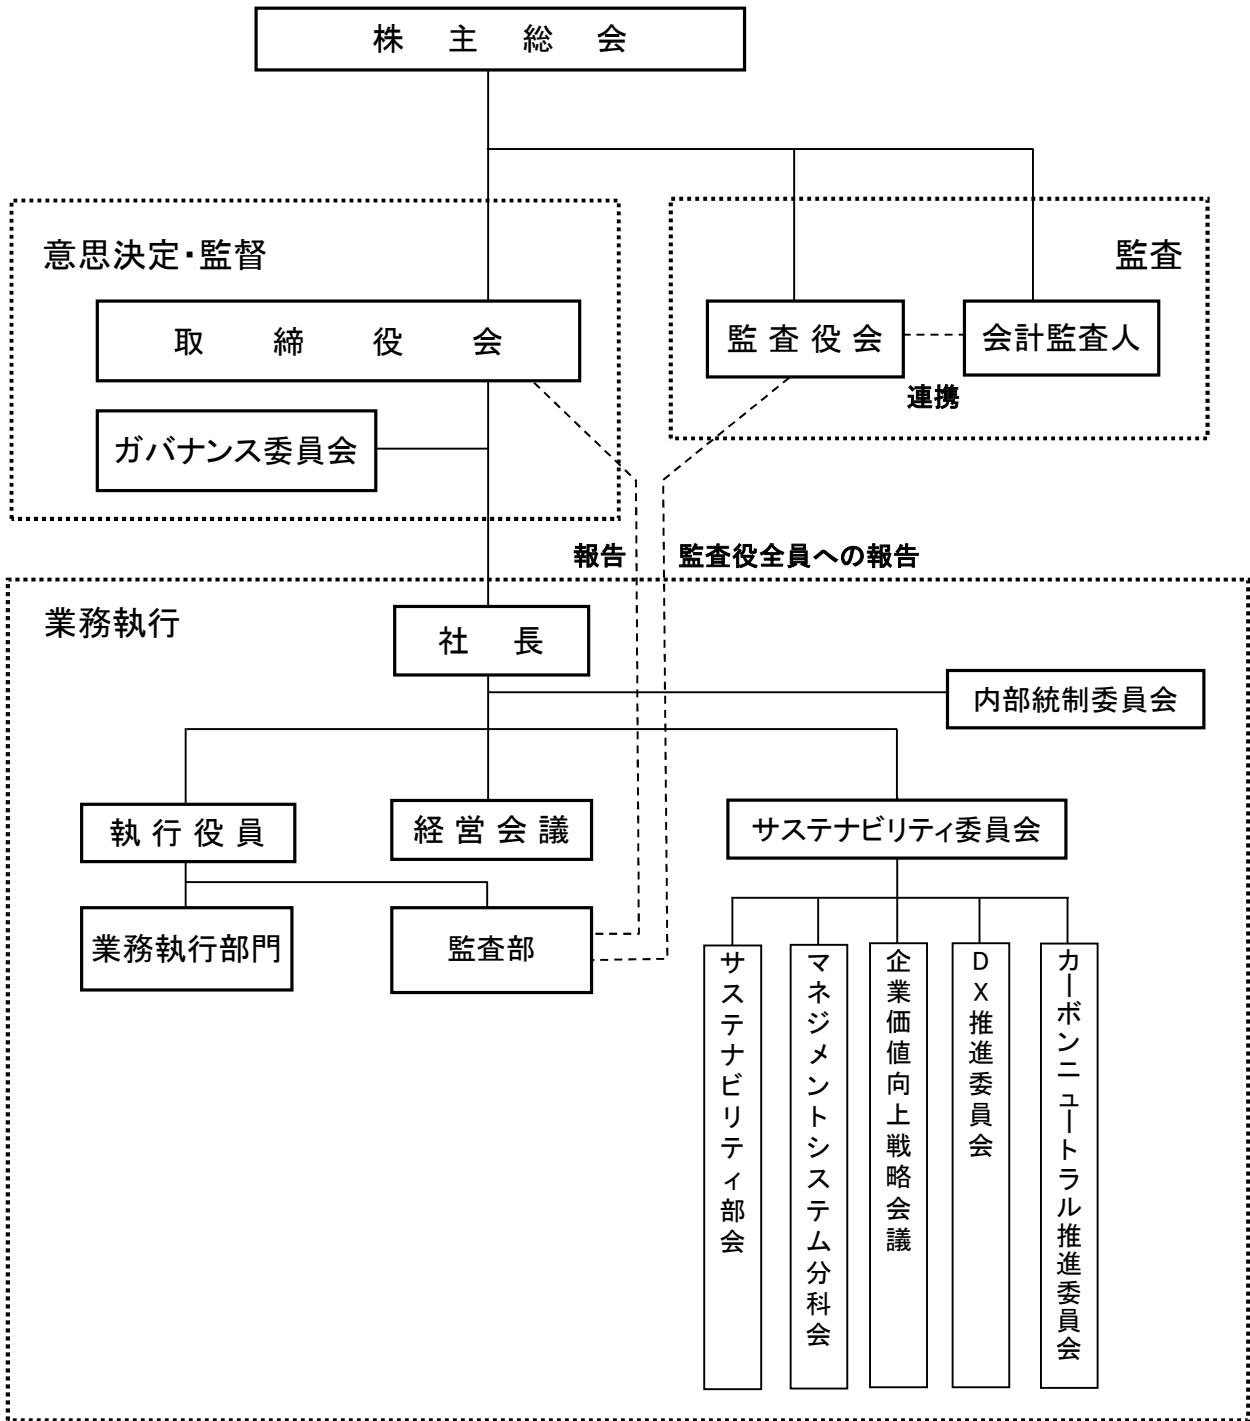 株主総会
意思決定・監督
監査
取締役会
監査役会
会計監査人
連携
ガバナンス委員会
報告
監査役全員への報告
業務執行
社長
内部統制委員会
執行役員
経営会議
サステナビリティ委員会
業務執行部門
監査部
サステナビリティ部会
マネジメントシステム分科会
企業価値向上戦略会議
DX推進委員会
カーボンニュートラル推進委員会